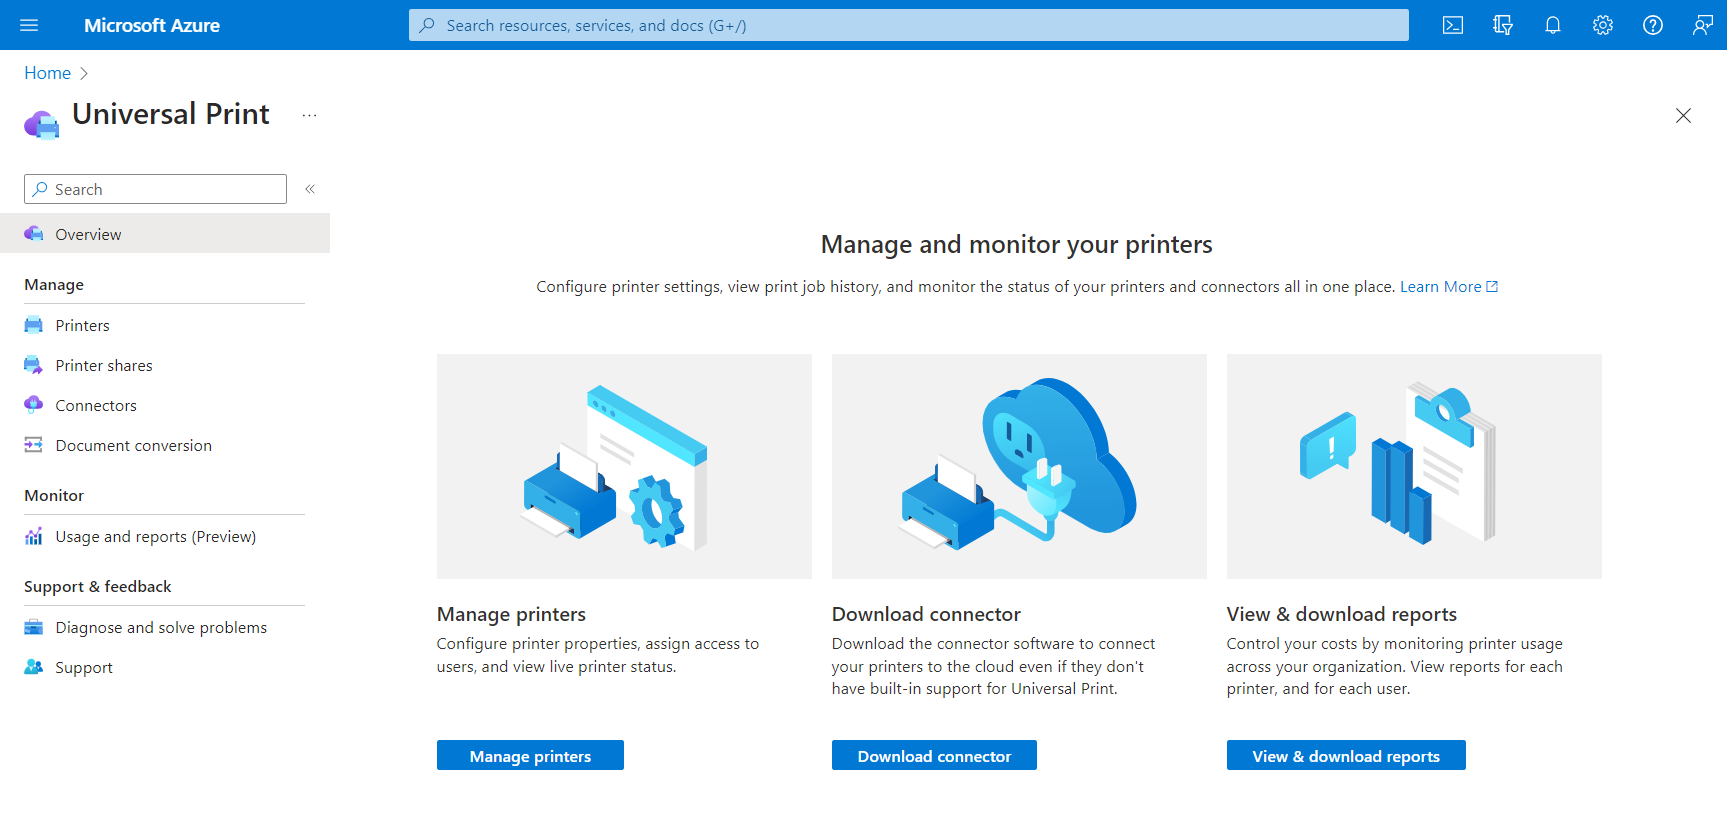 Microsoft Azure
Search resources, services, and docs (G+/)
Home
Universal Print
Search
Overview
Manage
Printers
Printer shares
Connectors
Document conversion
Monitor
Usage and reports (Preview)
Support & feedback
Diagnose and solve problems
Support
Manage and monitor your printers
Configure printer settings, view print job history, and monitor the status of your printers and connectors all in one place. Learn More
Manage printers
Configure printer properties, assign access to
users, and view live printer status.
Manage printers
Download connector
Download the connector software to connect
your printers to the cloud even if they don't
have built-in support for Universal Print.
Download connector
View & download reports
Control your costs by monitoring printer usage
across your organization. View reports for each
printer, and for each user.
View & download reports